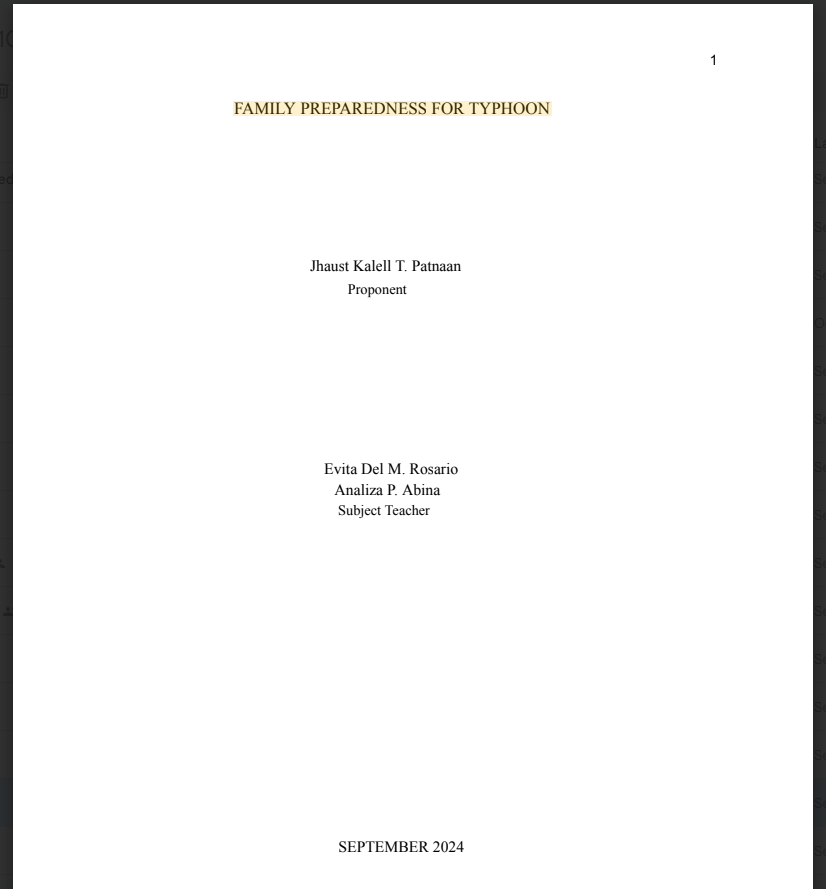 1
FAMILY PREPAREDNESS FOR TYPHOON
Jhaust Kalell T. Patnaan
Proponent
Evita Del M. Rosario
Analiza P. Abina
Subject Teacher
SEPTEMBER 2024